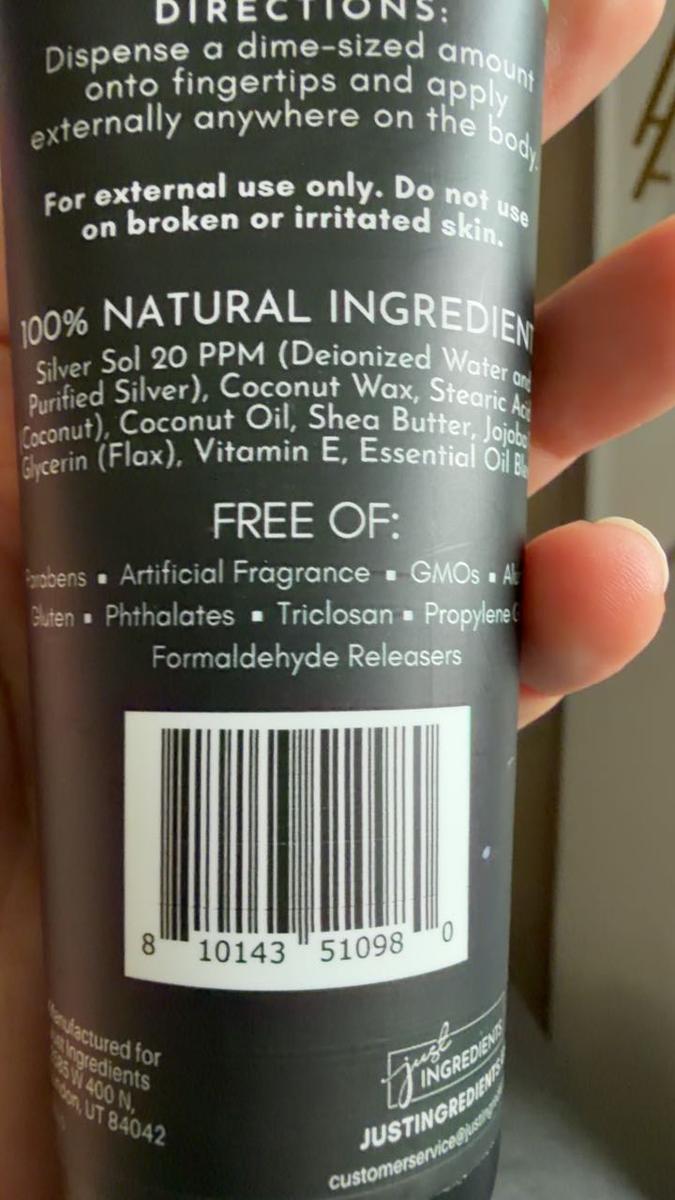 DIRECTIONS:
Dispense a dime-sized amount
onto fingertips and apply
externally anywhere on the body.
For external use only. Do not use
on broken or irritated skin.
100% NATURAL INGREDIENT
Silver Sol 20 PPM (Deionized Water and
Purified Silver), Coconut Wax, Stearic Acid
(Coconut), Coconut Oil, Shea Butter, Jojoba
Glycerin (Flax), Vitamin E, Essential Oil
FREE OF:
Parabens ▪ Artificial Fragrance ▪ GMOs ▪
Gluten ▪ Phthalates ▪ Triclosan ▪ Propylene
Formaldehyde Releasers
8 10143 51098 0
Manufactured for
Just Ingredients
W 400 N,
UT 84042
just
INGREDIENTS
JUSTINGREDIENTS
customerservice@